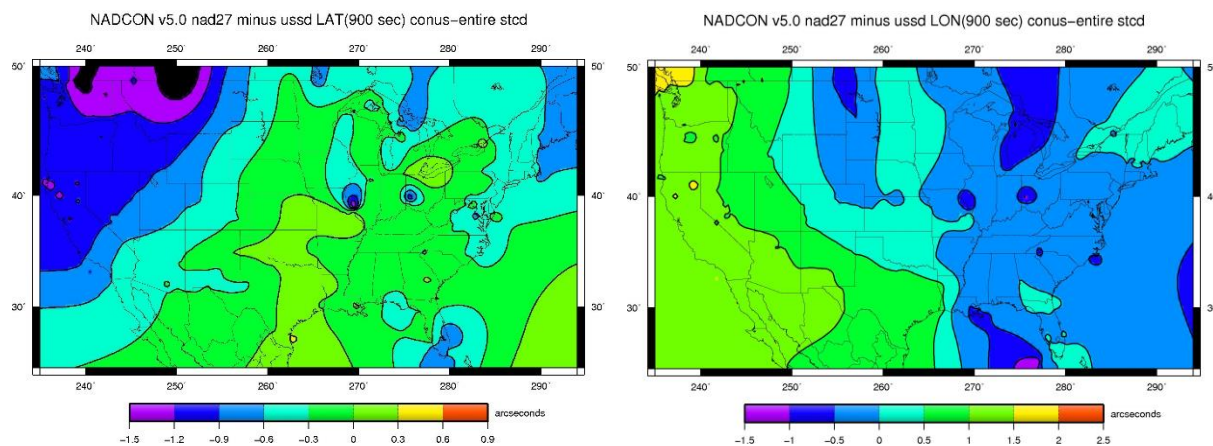 NADCON v5.0 nad27 minus ussd LAT(900 sec) conus−entire stcd
240˚ 250˚ 260˚ 270˚ 280˚ 290˚
50˚
40˚
30˚
240˚ 250˚ 260˚ 270˚ 280˚ 290˚
arcseconds
−1.5 −1.2 −0.9 −0.6 −0.3 0 0.3 0.6 0.9
NADCON v5.0 nad27 minus ussd LON(900 sec) conus−entire stcd
240˚ 250˚ 260˚ 270˚ 280˚ 290˚
50˚ 5
40˚ 4
30˚ 3
240˚ 250˚ 260˚ 270˚ 280˚ 290˚
arcseconds
−1.5 −1 −0.5 0 0.5 1 1.5 2 2.5